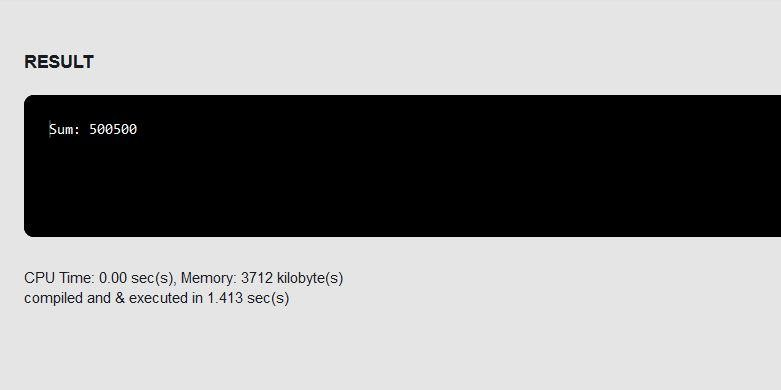 RESULT
Sum: 500500
CPU Time: 0.00 sec(s), Memory: 3712 kilobyte(s)
compiled and & executed in 1.413 sec(s)